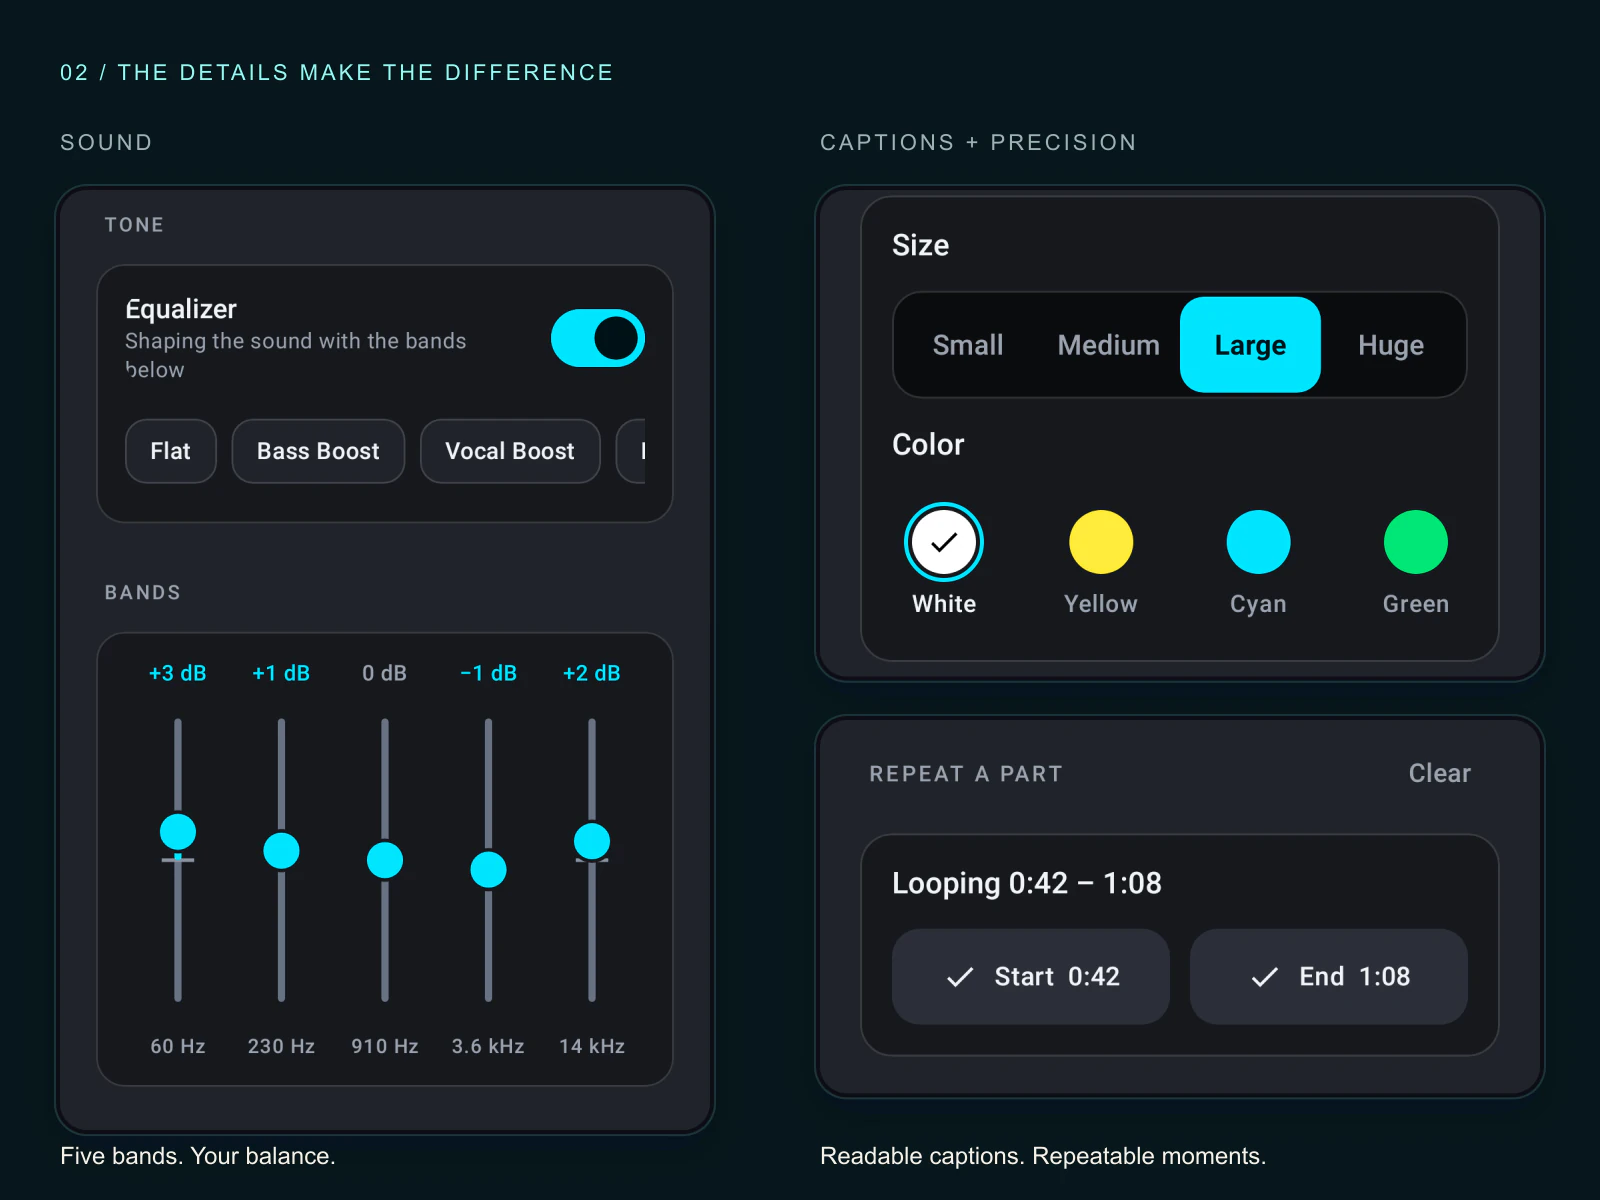 02 / THE DETAILS MAKE THE DIFFERENCE
SOUND
TONE
Equalizer
Shaping the sound with the bands
below
Flat
Bass Boost
Vocal Boost
BANDS
+3 dB
+1 dB
0 dB
−1 dB
+2 dB
60 Hz
230 Hz
910 Hz
3.6 kHz
14 kHz
Five bands. Your balance.
CAPTIONS + PRECISION
Size
Small
Medium
Large
Huge
Color
White
Yellow
Cyan
Green
REPEAT A PART
Clear
Looping 0:42 – 1:08
Start 0:42
End 1:08
Readable captions. Repeatable moments.